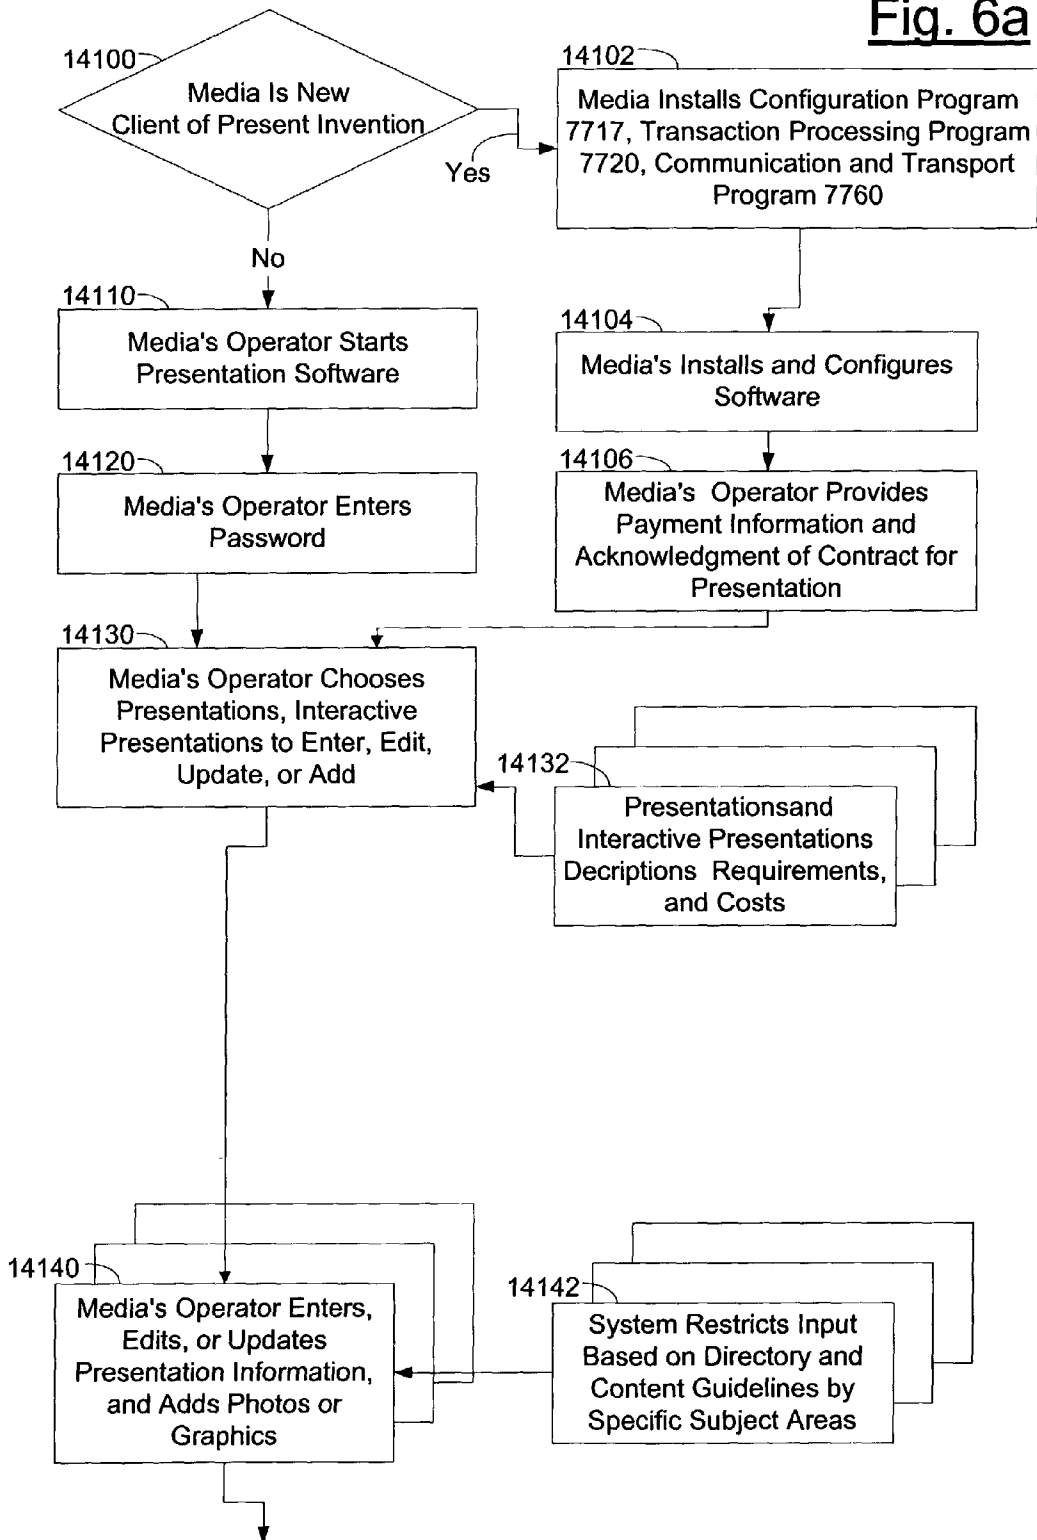 Fig. 6a
14100
Media Is New
Client of Present Invention
Yes
No
14102
Media Installs Configuration Program
7717, Transaction Processing Program
7720, Communication and Transport
Program 7760
14110
Media's Operator Starts
Presentation Software
14104
Media's Installs and Configures
Software
14120
Media's Operator Enters
Password
14106
Media's Operator Provides
Payment Information and
Acknowledgment of Contract for
Presentation
14130
Media's Operator Chooses
Presentations, Interactive
Presentations to Enter, Edit,
Update, or Add
14132
Presentationsand
Interactive Presentations
Decriptions Requirements,
and Costs
14140
Media's Operator Enters,
Edits, or Updates
Presentation Information,
and Adds Photos or
Graphics
14142
System Restricts Input
Based on Directory and
Content Guidelines by
Specific Subject Areas